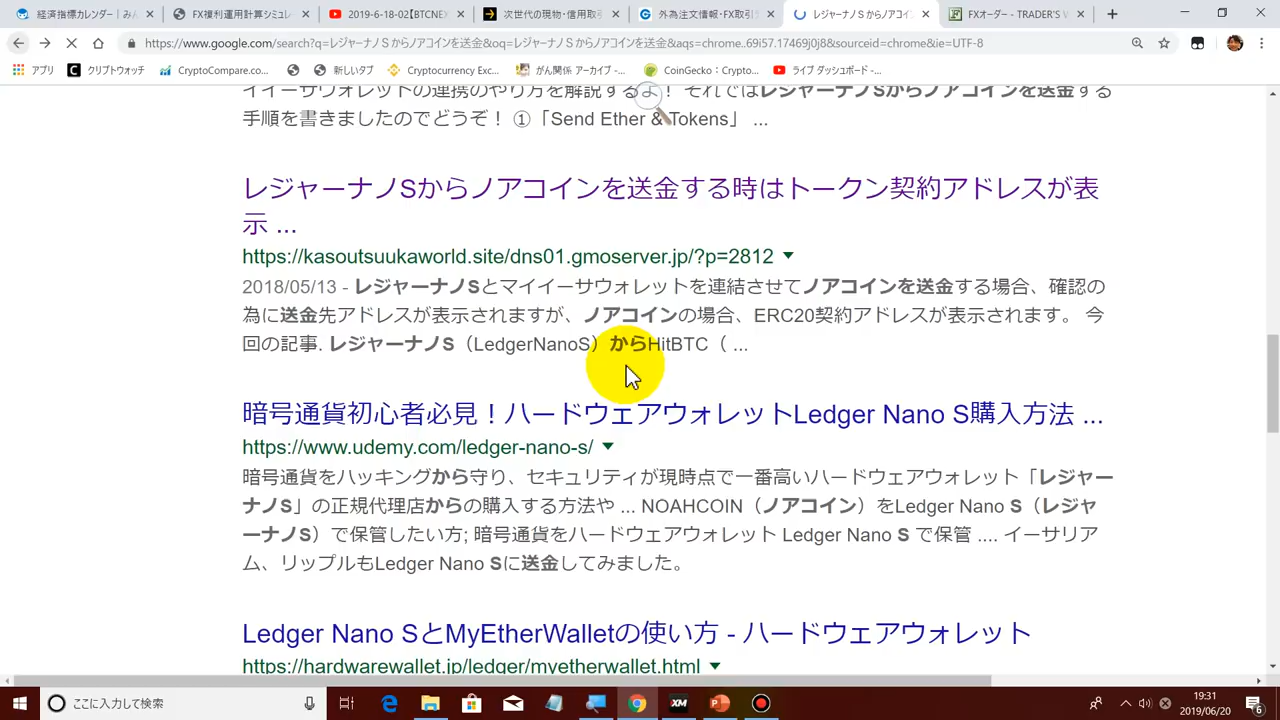 経済指標カレンダー | みん
FX複利運用計算シミュレ
2019-6-18-02【BTCNEX
次世代の現物・信用取引
外為注文情報・FX取引
レジャーナノSからノアコイン
FXオーダー - TRADER'S W
https://www.google.com/search?q=レジャーナノSからノアコインを送金&oq=レジャーナノSからノアコインを送金&aqs=chrome..69i57.17469j0j8&sourceid=chrome&ie=UTF-8
アプリ
クリプトウォッチ
CryptoCompare.co...
新しいタブ
Cryptocurrency Exc...
がん関係 アーカイブ -...
CoinGecko : Crypto...
ライブ ダッシュボード -...
イイーサウォレットの連携のやり方を解説するよ！ それではレジャーナノSからノアコインを送金する
手順を書きましたのでどうぞ！ ①「Send Ether & Tokens」 ...
レジャーナノSからノアコインを送金する時はトークン契約アドレスが表
示 ...
https://kasoutsuukaworld.site/dns01.gmoserver.jp/?p=2812
2018/05/13 - レジャーナノSとマイイーサウォレットを連結させてノアコインを送金する場合、確認の
為に送金先アドレスが表示されますが、ノアコインの場合、ERC20契約アドレスが表示されます。 今
回の記事. レジャーナノS（LedgerNanoS）からHitBTC（ ...
暗号通貨初心者必見！ハードウェアウォレットLedger Nano S購入方法 ...
https://www.udemy.com/ledger-nano-s/
暗号通貨をハッキングから守り、セキュリティが現時点で一番高いハードウェアウォレット「レジャー
ナノS」の正規代理店からの購入する方法や ... NOAHCOIN（ノアコイン）をLedger Nano S（レジャ
ーナノS）で保管したい方; 暗号通貨をハードウェアウォレット Ledger Nano S で保管 .... イーサリア
ム、リップルもLedger Nano Sに送金してみました。
Ledger Nano SとMyEtherWalletの使い方 - ハードウェアウォレット
https://hardwarewallet.jp/ledger/myetherwallet.html
ここに入力して検索
XM
19:31
2019/06/20
6